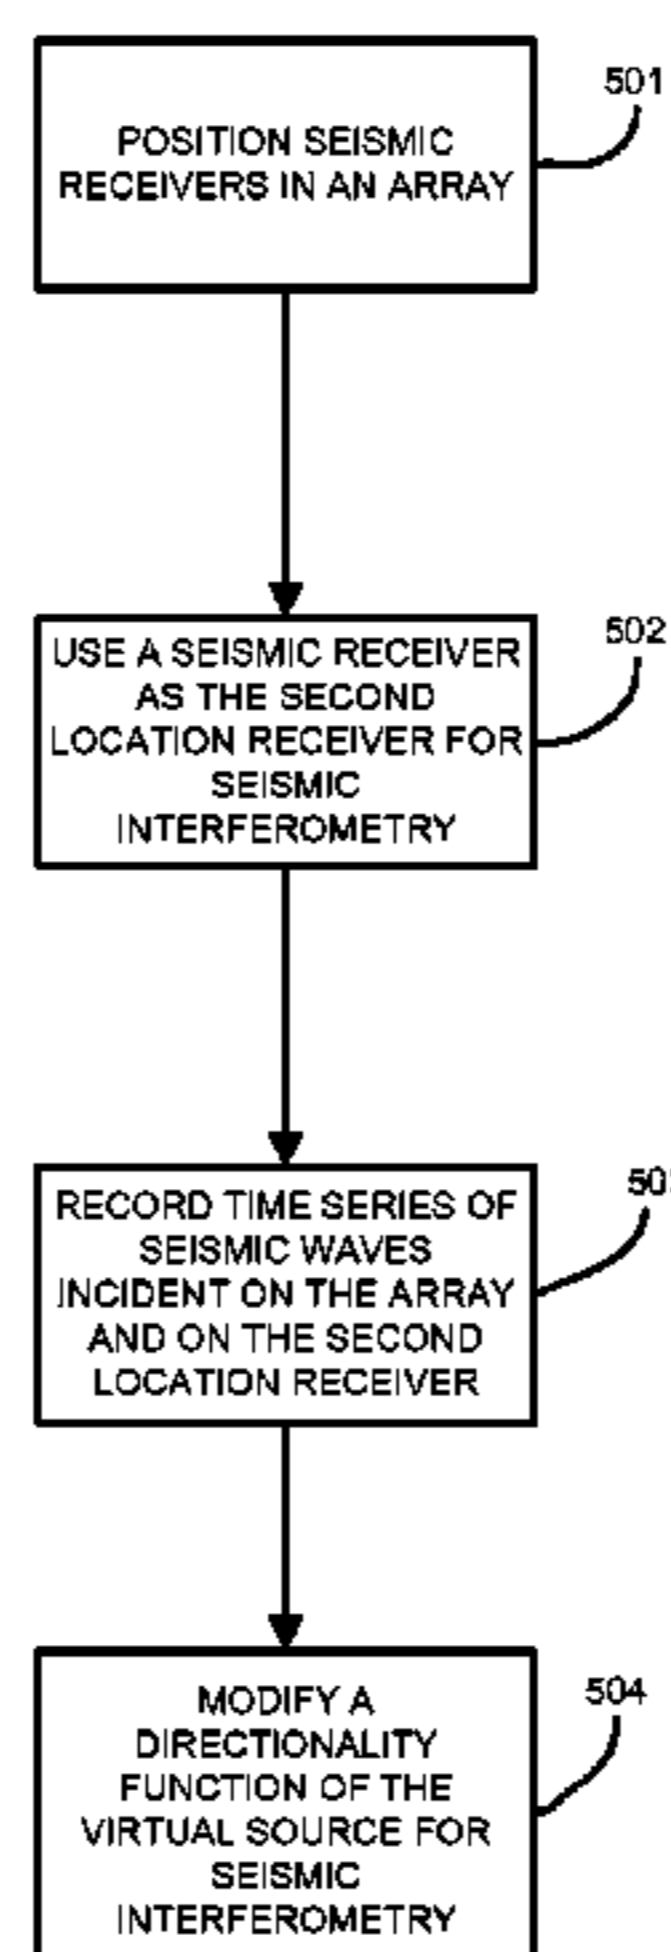 501
POSITION SEISMIC
RECEIVERS IN AN ARRAY
502
USE A SEISMIC RECEIVER
AS THE SECOND
LOCATION RECEIVER FOR
SEISMIC
INTERFEROMETRY
RECORD TIME SERIES OF
SEISMIC WAVES
INCIDENT ON THE ARRAY
AND ON THE SECOND
LOCATION RECEIVER
504
MODIFY A
DIRECTIONALITY
FUNCTION OF THE
VIRTUAL SOURCE FOR
SEISMIC
INTERFEROMETRY